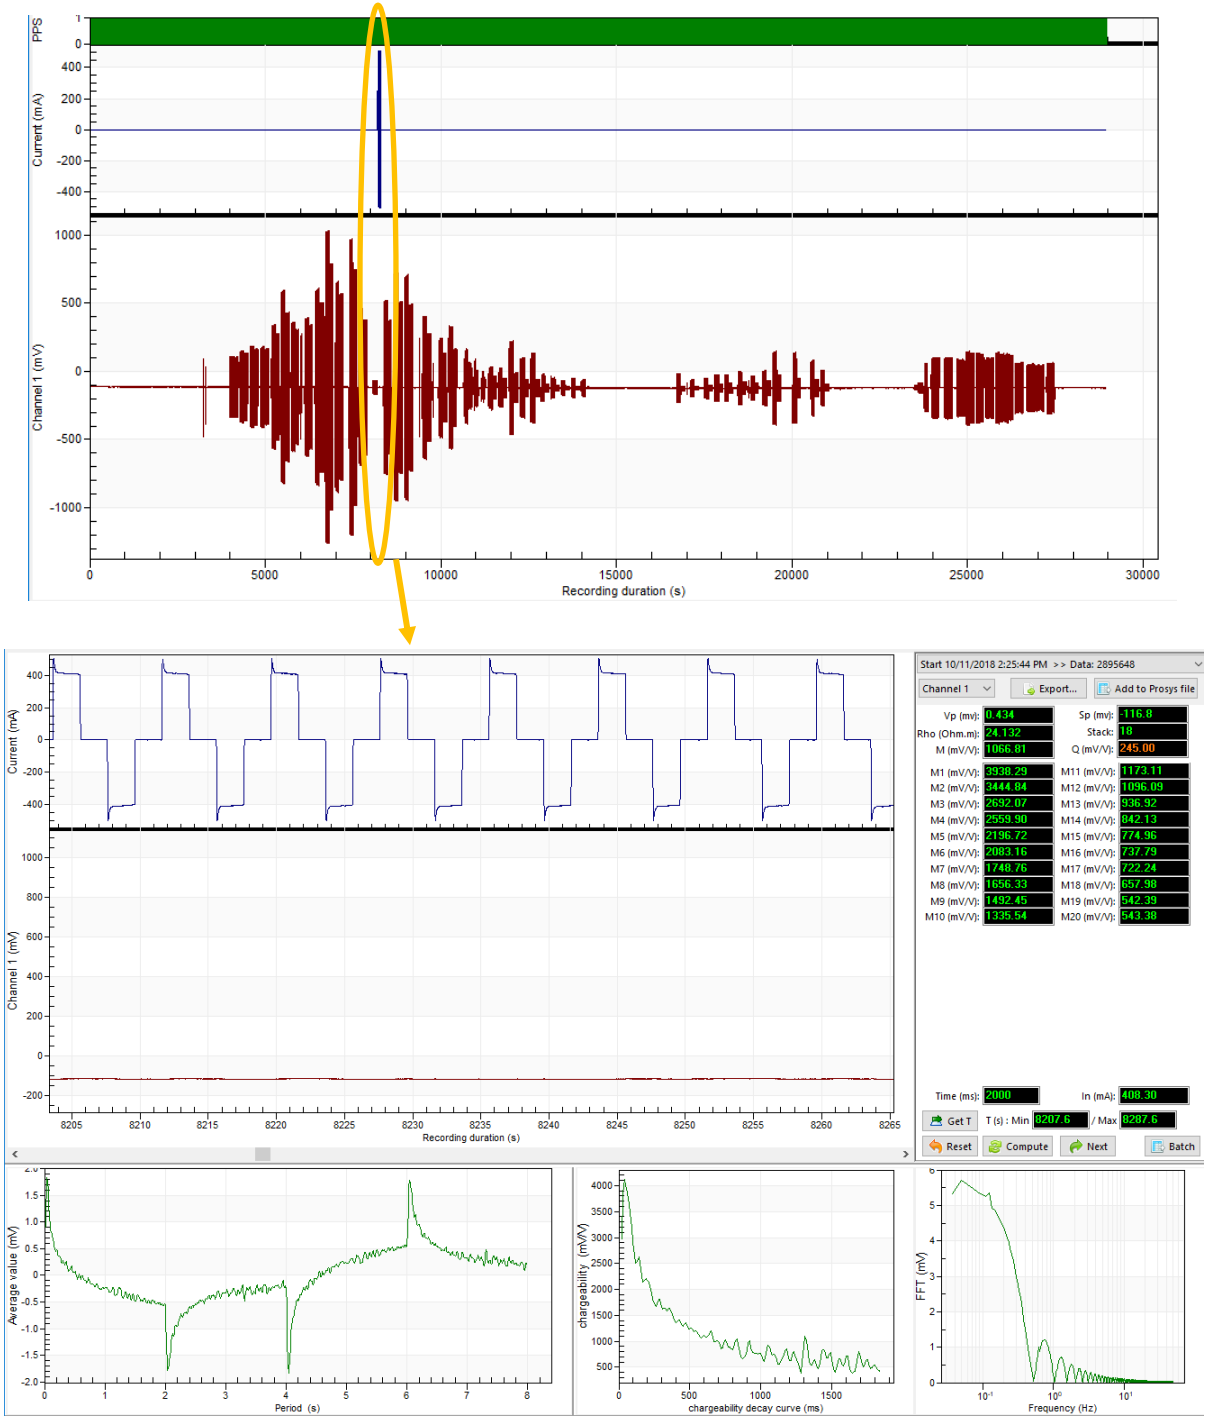 PPS
1
0
Current (mA)
400
200
0
-200
-400
Channel 1 (mV)
1000
500
0
-500
-1000
0 5000 10000 15000 20000 25000 30000
Recording duration (s)
Current (mA)
400
200
0
-200
-400
Channel 1 (mV)
1000
800
600
400
200
0
-200
8205 8210 8215 8220 8225 8230 8235 8240 8245 8250 8255 8260 8265
Recording duration (s)
Start 10/11/2018 2:25:44 PM >> Data: 2895648
Channel 1 Export... Add to Prosys file
Vp (mv): 0.434 Sp (mv): -116.8
Rho (Ohm.m): 24.132 Stack: 18
M (mV/V): 1066.81 Q (mV/V): 245.00
M1 (mV/V): 3938.29 M11 (mV/V): 1173.11
M2 (mV/V): 3444.84 M12 (mV/V): 1096.09
M3 (mV/V): 2692.07 M13 (mV/V): 936.92
M4 (mV/V): 2559.90 M14 (mV/V): 842.13
M5 (mV/V): 2196.72 M15 (mV/V): 774.96
M6 (mV/V): 2083.16 M16 (mV/V): 737.79
M7 (mV/V): 1748.76 M17 (mV/V): 722.24
M8 (mV/V): 1656.33 M18 (mV/V): 657.98
M9 (mV/V): 1492.45 M19 (mV/V): 542.39
M10 (mV/V): 1335.54 M20 (mV/V): 543.38
Time (ms): 2000 In (mA): 408.30
Get T T (s) : Min 8207.6 / Max 8287.6
Reset Compute Next Batch
Average value (mV)
2.0
1.5
1.0
0.5
0
-0.5
-1.0
-1.5
-2.0
0 1 2 3 4 5 6 7 8
Period (s)
chargeability (mV/V)
4000
3500
3000
2500
2000
1500
1000
500
0 500 1000 1500
chargeability decay curve (ms)
FFT (mV)
6
5
4
3
2
1
0
10⁻¹ 10⁰ 10¹
Frequency (Hz)